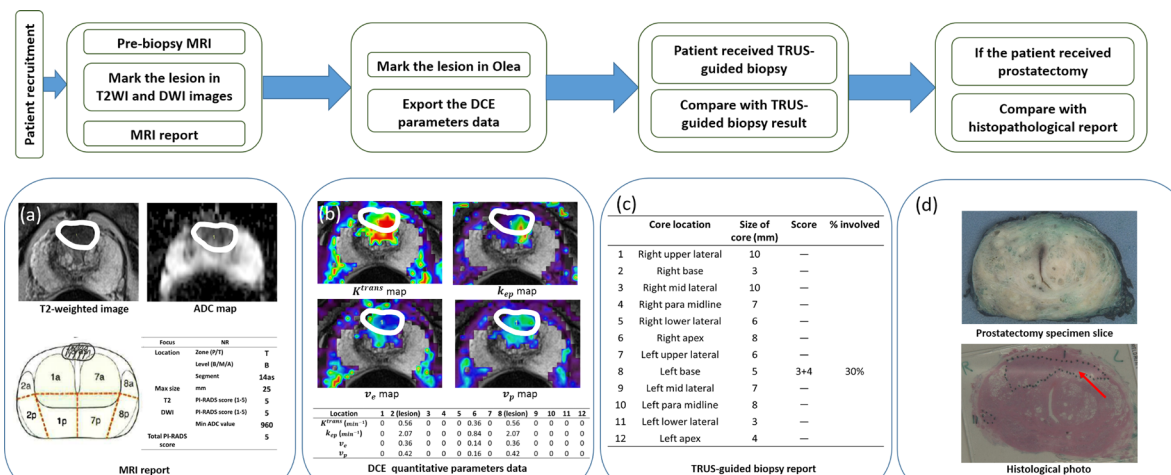 Patient recruitment
Pre-biopsy MRI
Mark the lesion in
T2WI and DWI images
MRI report
Mark the lesion in Olea
Export the DCE
parameters data
Patient received TRUS-
guided biopsy
Compare with TRUS-
guided biopsy result
If the patient received
prostatectomy
Compare with
histopathological report
(a)
T2-weighted image ADC map
1a 7a
2a 8a
2p 1p 7p 8p
Focus NR
Location Zone (P/T) T
Level (B/M/A) B
Segment 14as
Max size mm 25
T2 PI-RADS score (1-5) 5
DWI PI-RADS score (1-5) 5
Min ADC value 960
Total PI-RADS
score 5
MRI report
(b)
K^trans map k_ep map
v_e map v_p map
Location 1 2 (lesion) 3 4 5 6 7 8 (lesion) 9 10 11 12
K^trans (min⁻¹) 0 0.56 0 0 0 0.36 0 0.56 0 0 0 0
k_ep (min⁻¹) 0 2.07 0 0 0 0.84 0 2.07 0 0 0 0
v_e 0 0.36 0 0 0 0.14 0 0.36 0 0 0 0
v_p 0 0.42 0 0 0 0.16 0 0.42 0 0 0 0
DCE quantitative parameters data
(c)
Core location Size of
core (mm) Score % involved
1 Right upper lateral 10 —
2 Right base 3 —
3 Right mid lateral 10 —
4 Right para midline 7 —
5 Right lower lateral 6 —
6 Right apex 8 —
7 Left upper lateral 6 —
8 Left base 5 3+4 30%
9 Left mid lateral 7 —
10 Left para midline 8 —
11 Left lower lateral 3 —
12 Left apex 4 —
TRUS-guided biopsy report
(d)
Prostatectomy specimen slice
Histological photo